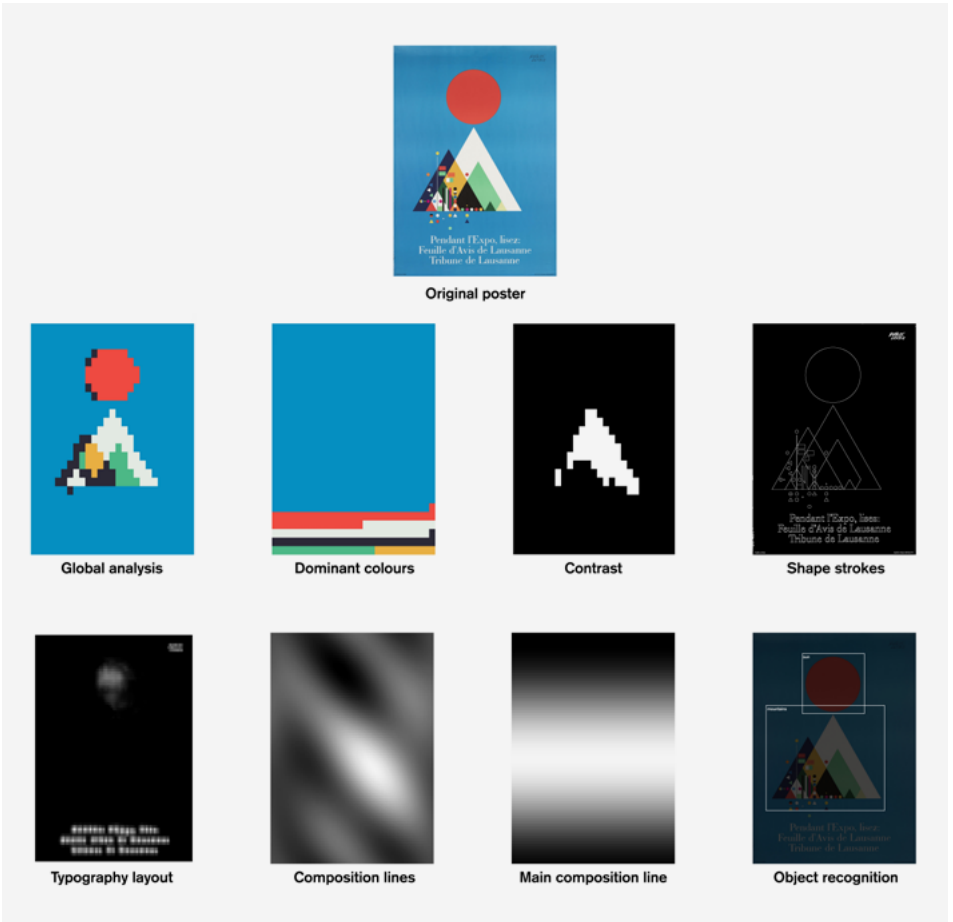 Pendant l'Expo, lisez:
Feuille d'Avis de Lausanne
Tribune de Lausanne
Original poster
Global analysis
Dominant colours
Contrast
Pendant l'Expo, lisez:
Feuille d'Avis de Lausanne
Tribune de Lausanne
Shape strokes
Typography layout
Composition lines
Main composition line
Pendant l'Expo, lisez:
Feuille d'Avis de Lausanne
Tribune de Lausanne
Object recognition